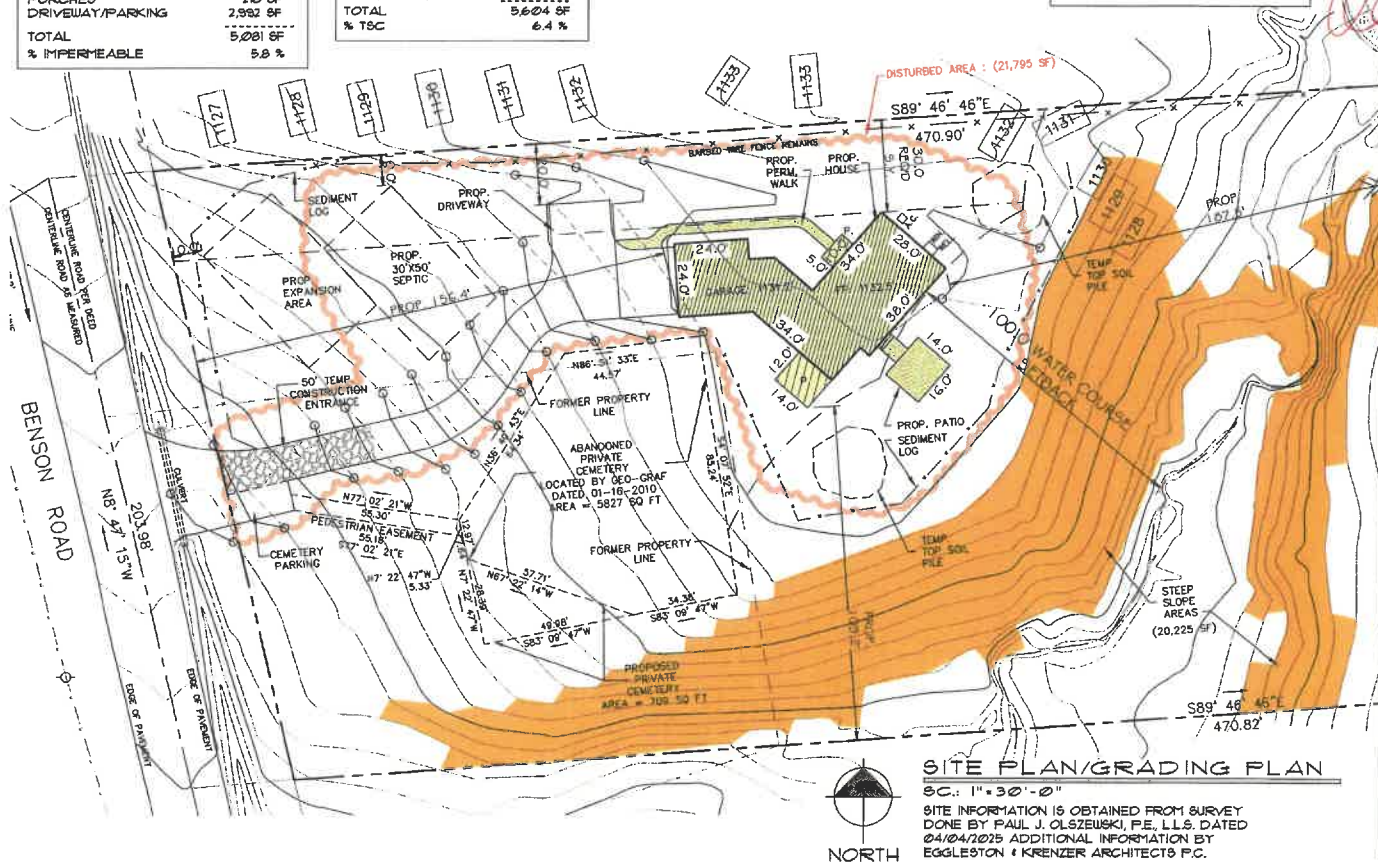 DRIVEWAY/PARKING 2,992 SF
TOTAL 5,081 SF
% IMPERMEABLE 5.8 %
TOTAL 5,604 SF
% TSC 6.4 %
1127
1128
1129
1130
1131
1132
1133
1133
DISTURBED AREA : (21,795 SF)
S89° 46' 46"E
470.90'
1132
1131
1130
1129
1128
BARBED WIRE FENCE REMAINS
SEDIMENT
LOG
PROP.
DRIVEWAY
PROP.
PERM.
WALK
PROP.
HOUSE
30.0
REQ'D
S.Y.
PROP.
EXPANSION
AREA
PROP.
30'X50'
SEPTIC
PROP 156.4'
24.0'
24.0'
GARAGE
5.0'
34.0'
28.0'
38.0'
34.0'
12.0'
14.0'
14.0'
16.0'
PROP
TEMP
TOP SOIL
PILE
100.0'
WATER COURSE
SETBACK
PROP. PATIO
SEDIMENT
LOG
TEMP
TOP SOIL
PILE
CENTERLINE ROAD PER DEED
CENTERLINE ROAD AS MEASURED
50' TEMP.
CONSTRUCTION
ENTRANCE
44.57'
FORMER PROPERTY
LINE
ABANDONED
PRIVATE
CEMETERY
LOCATED BY GEO-GRAF
DATED 01-16-2010
AREA = 5827 SQ FT
BENSON ROAD
203.98'
N8° 47' 15"W
CULVERT
N77° 02' 21"W
55.30'
PEDESTRIAN EASEMENT
55.18'
S77° 02' 21"E
CEMETERY
PARKING
FORMER PROPERTY
LINE
5.33'
57.71'
N67° 22' 14"W
34.38'
S83° 09' 47"W
49.98'
S83° 09' 47"W
PROPOSED
PRIVATE
CEMETERY
AREA = 709 SQ FT
STEEP
SLOPE
AREAS
(20,225 SF)
EDGE OF PAVEMENT
EDGE OF PAVEMENT
S89° 46' 46"E
470.82'
NORTH
SITE PLAN/GRADING PLAN
SC.: 1"=30'-0"
SITE INFORMATION IS OBTAINED FROM SURVEY
DONE BY PAUL J. OLSZEWSKI, P.E., L.L.S. DATED
04/04/2025 ADDITIONAL INFORMATION BY
EGGLESTON & KRENZER ARCHITECTS P.C.